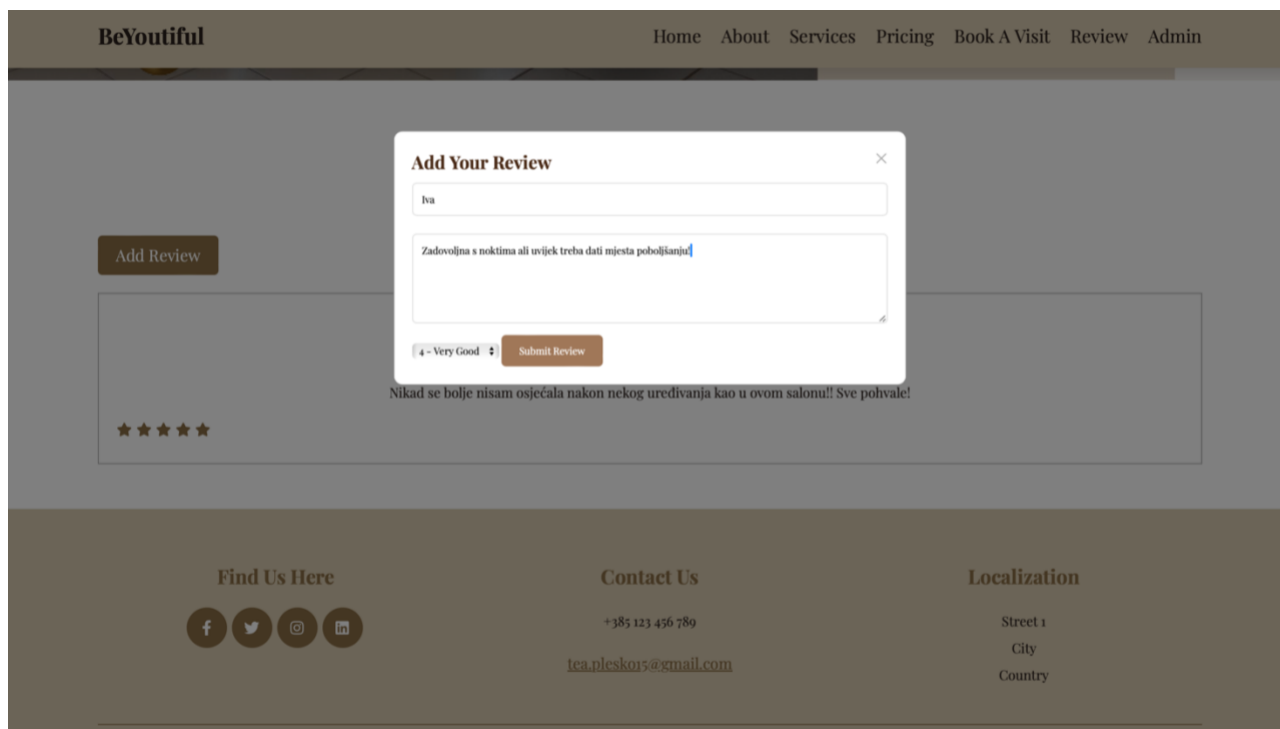 BeYoutiful
Home About Services Pricing Book A Visit Review Admin
Add Your Review
Iva
Zadovoljna s noktima ali uvijek treba dati mjesta poboljšanju!
4 - Very Good
Submit Review
Add Review
Nikad se bolje nisam osjećala nakon nekog uređivanja kao u ovom salonu!! Sve pohvale!
Find Us Here
Contact Us
+385 123 456 789
tea.plesko15@gmail.com
Localization
Street 1
City
Country